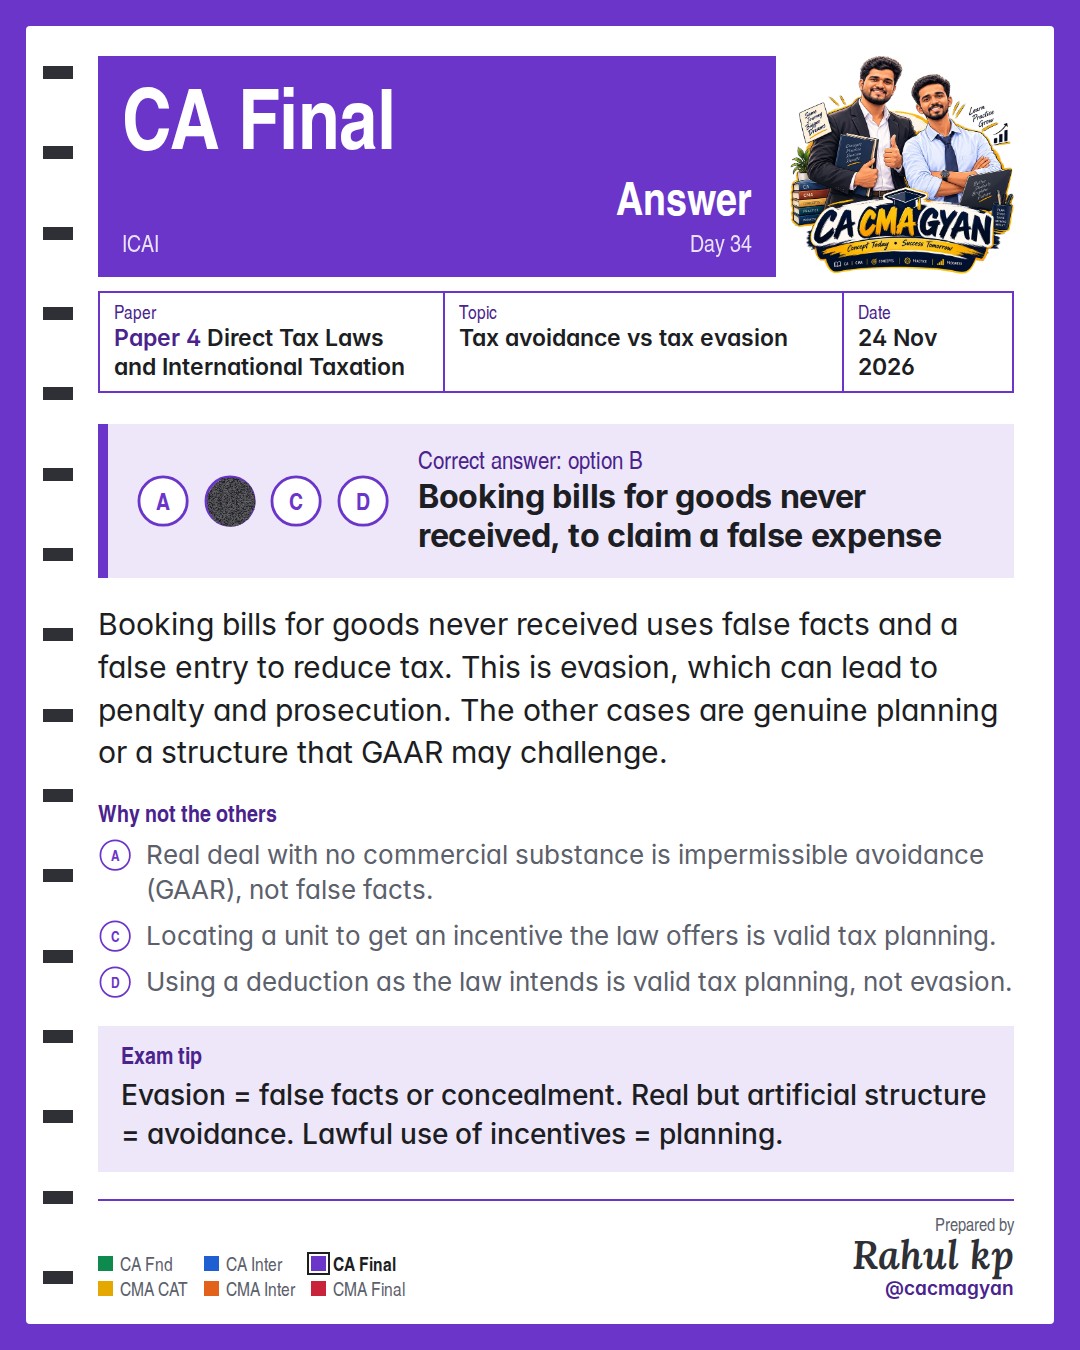 CA Final
Answer
ICAI
Day 34
CA CMA GYAN
Concept Today • Success Tomorrow
Learn
Practice
Grow
Paper
Paper 4 Direct Tax Laws
and International Taxation
Topic
Tax avoidance vs tax evasion
Date
24 Nov
2026
A
C
D
Correct answer: option B
Booking bills for goods never
received, to claim a false expense
Booking bills for goods never received uses false facts and a
false entry to reduce tax. This is evasion, which can lead to
penalty and prosecution. The other cases are genuine planning
or a structure that GAAR may challenge.
Why not the others
A Real deal with no commercial substance is impermissible avoidance
(GAAR), not false facts.
C Locating a unit to get an incentive the law offers is valid tax planning.
D Using a deduction as the law intends is valid tax planning, not evasion.
Exam tip
Evasion = false facts or concealment. Real but artificial structure
= avoidance. Lawful use of incentives = planning.
Prepared by
Rahul kp
@cacmagyan
CA Fnd
CA Inter
CA Final
CMA CAT
CMA Inter
CMA Final